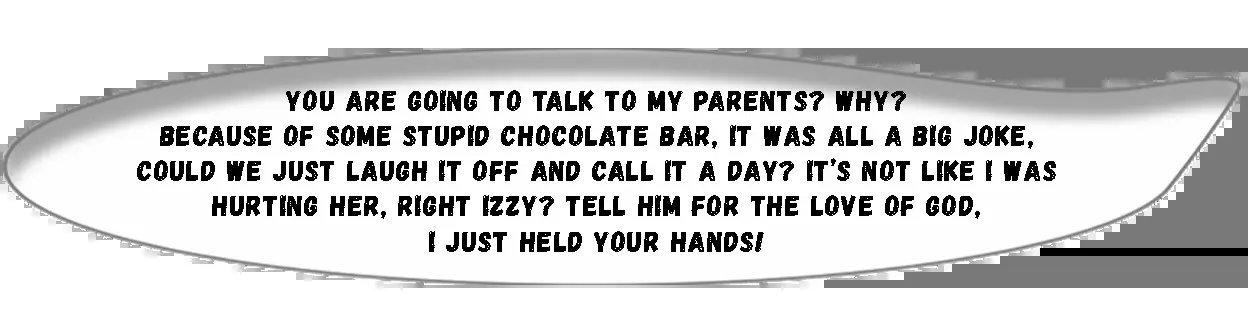 YOU ARE GOING TO TALK TO MY PARENTS? WHY?
BECAUSE OF SOME STUPID CHOCOLATE BAR, IT WAS ALL A BIG JOKE,
COULD WE JUST LAUGH IT OFF AND CALL IT A DAY? IT'S NOT LIKE I WAS
HURTING HER, RIGHT IZZY? TELL HIM FOR THE LOVE OF GOD,
I JUST HELD YOUR HANDS!